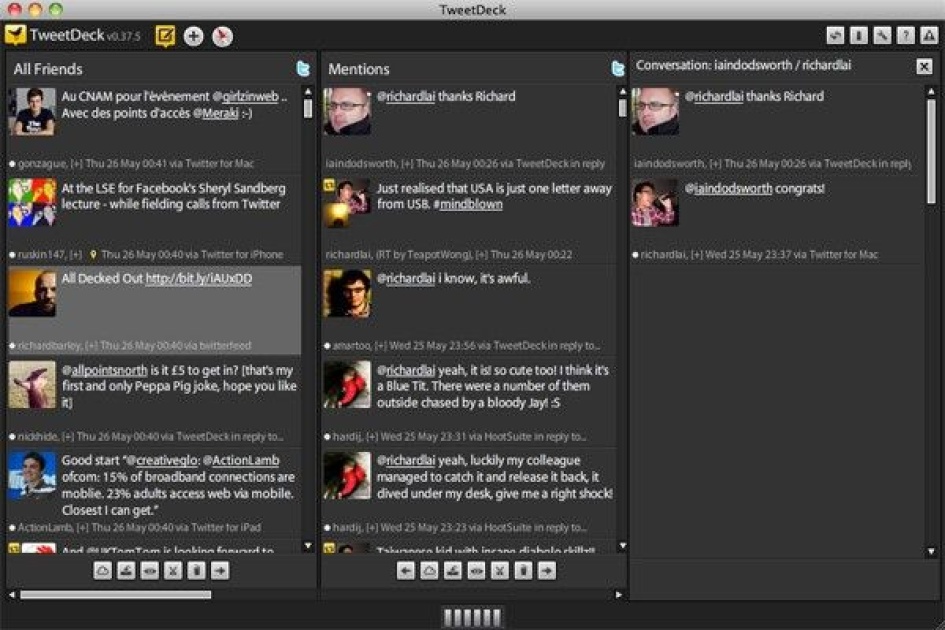 TweetDeck
TweetDeck v0.37.5
All Friends
Au CNAM pour l'évènement @girlzinweb ..
Avec des points d'accès @Meraki :-)
gonzague, [+] Thu 26 May 00:41 via Twitter for Mac
At the LSE for Facebook's Sheryl Sandberg
lecture - while fielding calls from Twitter
ruskin147, [+] Thu 26 May 00:40 via Twitter for iPhone
All Decked Out http://bit.ly/iAUxDD
richardbarley, [+] Thu 26 May 00:40 via twitterfeed
@allpointsnorth is it £5 to get in? [that's my
first and only Peppa Pig joke, hope you like
it]
nickhide, [+] Thu 26 May 00:40 via TweetDeck in reply to...
Good start "@creativeglo: @ActionLamb
ofcom: 15% of broadband connections are
moblie. 23% adults access web via mobile.
Closest I can get."
ActionLamb, [+] Thu 26 May 00:40 via Twitter for iPad
And @UKTomTom is looking forward to
Mentions
@richardlai thanks Richard
iaindodsworth, [+] Thu 26 May 00:26 via TweetDeck in reply
Just realised that USA is just one letter away
from USB. #mindblown
richardlai, (RT by TeapotWong), [+] Thu 26 May 00:22
@richardlai i know, it's awful.
amartoo, [+] Wed 25 May 23:56 via TweetDeck in reply to...
@richardlai yeah, it is! so cute too! I think it's
a Blue Tit. There were a number of them
outside chased by a bloody Jay! :S
hardij, [+] Wed 25 May 23:31 via HootSuite in reply to...
@richardlai yeah, luckily my colleague
managed to catch it and release it back, it
dived under my desk, give me a right shock!
hardij, [+] Wed 25 May 23:23 via HootSuite in reply to...
Taiwanese kid with insane diabolo skillz!!
Conversation: iaindodsworth / richardlai
@richardlai thanks Richard
iaindodsworth, [+] Thu 26 May 00:26 via TweetDeck in reply
@iaindodsworth congrats!
richardlai, [+] Wed 25 May 23:37 via Twitter for Mac